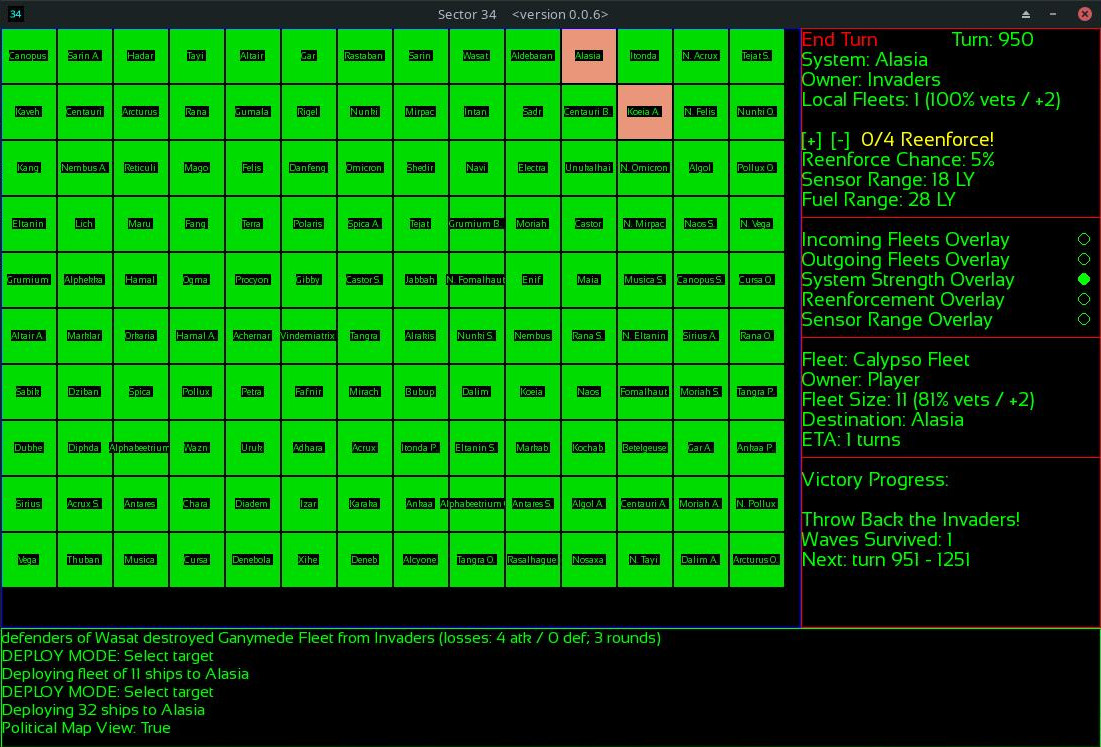 34 Sector 34 <version 0.0.6>
Canopus Sarin A. Hadar Tayi Altair Gar Rastaban Sarin Wasat Aldebaran Alasia Itonda N. Acrux Tejat S.
Kaveh Centauri Arcturus Rana Gumala Rigel Nunki Mirpac Intan Sadr Centauri B. Koeia A. N. Felis Nunki O.
Kang Nembus A. Reticuli Mago Felis Danfeng Omicron Shedir Navi Electra Unukalhai N. Omicron Algol Pollux O.
Eltanin Lich Maru Fang Terra Polaris Spica A. Tejat Grumium B. Moriah Castor N. Mirpac Naos S. N. Vega
Grumium Alphekka Hamal Ogma Procyon Gibby Castor S. Jabbah N. Fomalhaut Enif Maia Musica S. Canopus S. Cursa O.
Altair A. Marklar Orkaria Hamal A. Achernar Vindemiatrix Tangra Alrakis Nunki S. Nembus Rana S. N. Eltanin Sirius A. Rana O.
Sabik Dziban Spica Pollux Petra Fafnir Mirach Bubup Dalim Koeia Naos Fomalhaut Moriah S. Tangra P.
Dubhe Diphda Alphabeetrium Wazn Uruk Adhara Acrux Itonda P. Eltanin S. Markab Kochab Betelgeuse Gar A. Ankaa P.
Sirius Acrux S. Antares Chara Diadem Izar Karaka Ankaa Alphabeetrium Antares S. Algol A. Centauri A. Moriah A. N. Pollux
Vega Thuban Musica Cursa Denebola Xihe Deneb Alcyone Tangra O. Rasalhague Nosaxa N. Tayi Dalim A. Arcturus O.
End Turn Turn: 950
System: Alasia
Owner: Invaders
Local Fleets: 1 (100% vets / +2)
[+] [-] 0/4 Reenforce!
Reenforce Chance: 5%
Sensor Range: 18 LY
Fuel Range: 28 LY
Incoming Fleets Overlay
Outgoing Fleets Overlay
System Strength Overlay
Reenforcement Overlay
Sensor Range Overlay
Fleet: Calypso Fleet
Owner: Player
Fleet Size: 11 (81% vets / +2)
Destination: Alasia
ETA: 1 turns
Victory Progress:
Throw Back the Invaders!
Waves Survived: 1
Next: turn 951 - 1251
defenders of Wasat destroyed Ganymede Fleet from Invaders (losses: 4 atk / 0 def; 3 rounds)
DEPLOY MODE: Select target
Deploying fleet of 11 ships to Alasia
DEPLOY MODE: Select target
Deploying 32 ships to Alasia
Political Map View: True